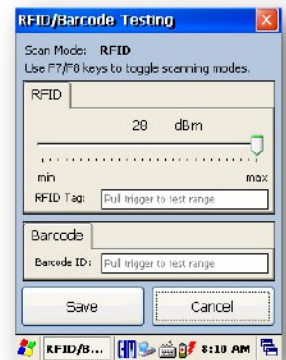 RFID/Barcode Testing
Scan Mode: RFID
Use F7/F8 keys to toggle scanning modes.
RFID
28 dBm
min max
RFID Tag: Pull trigger to test range
Barcode
Barcode ID: Pull trigger to test range
Save Cancel
RFID/B... 8:10 AM